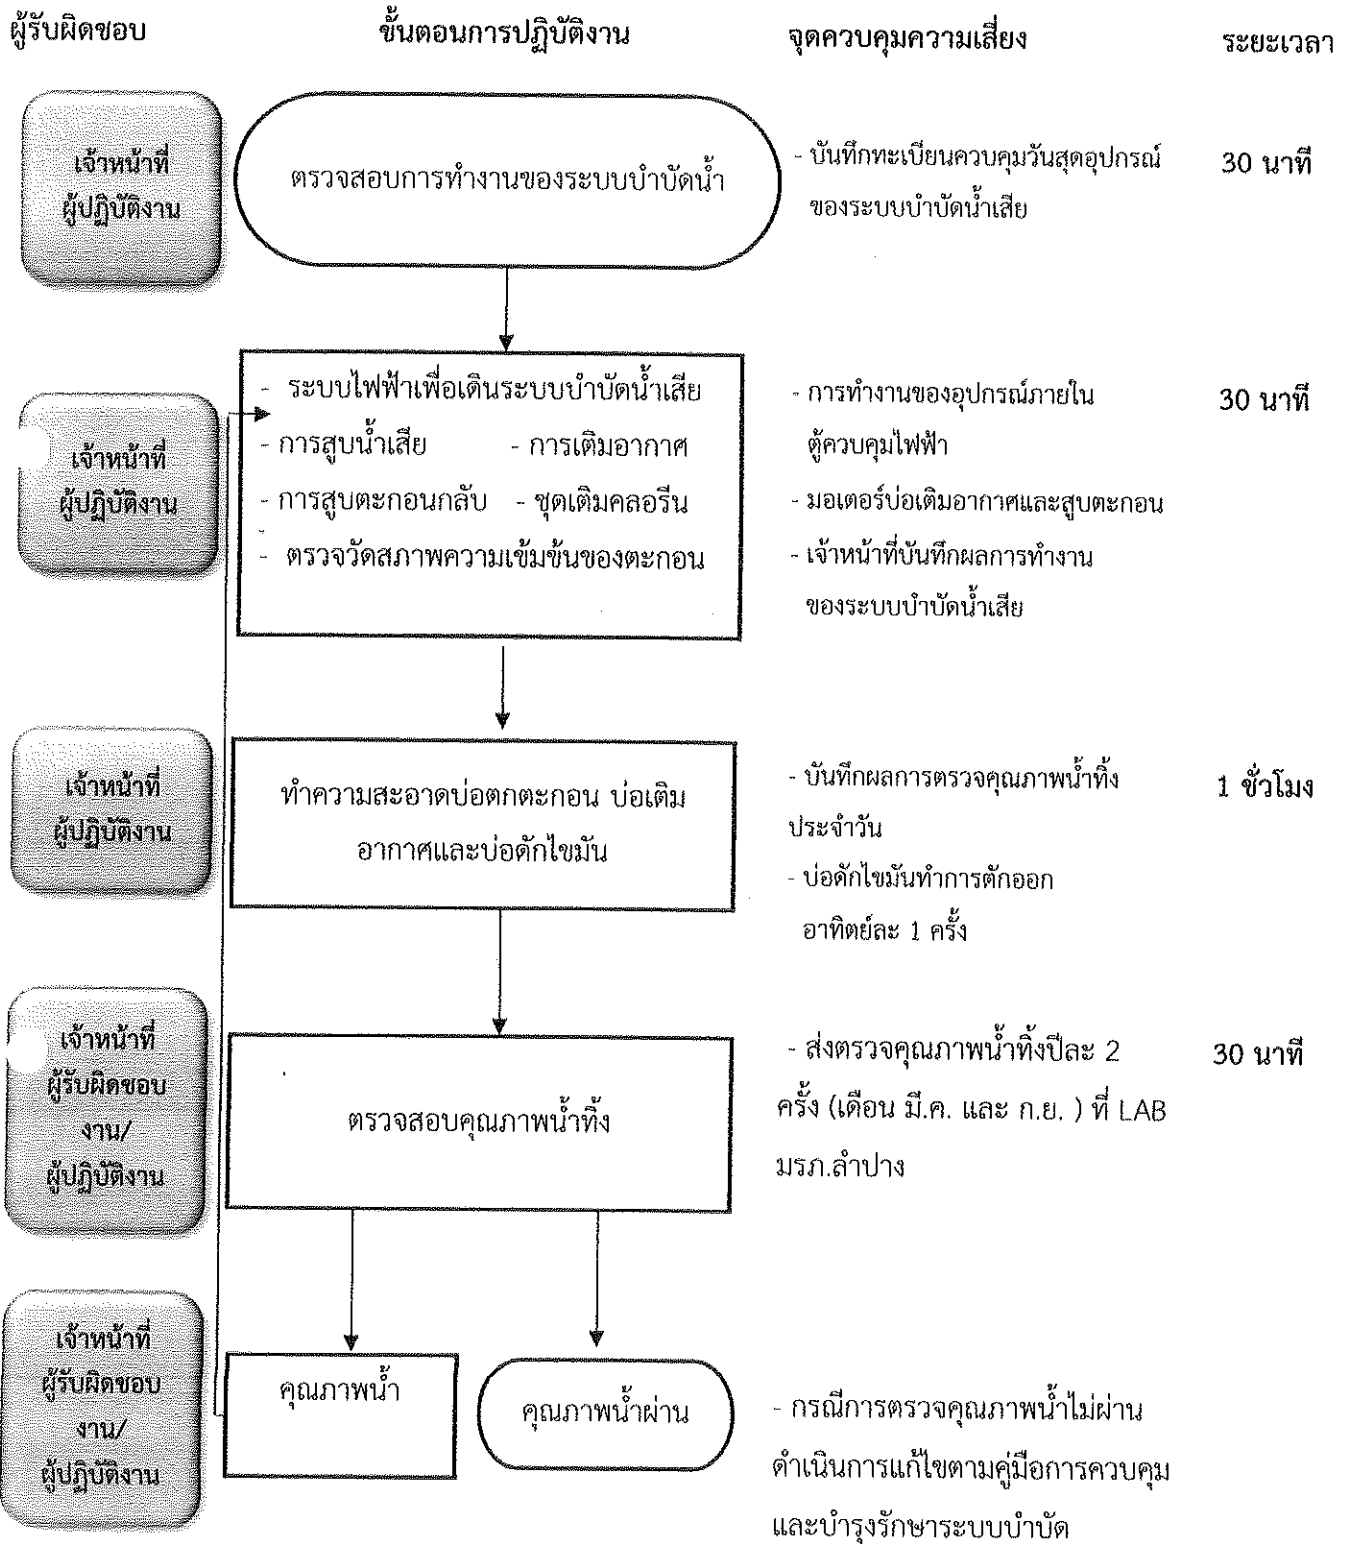 ผู้รับผิดชอบ ขั้นตอนการปฏิบัติงาน จุดควบคุมความเสี่ยง ระยะเวลา
เจ้าหน้าที่
ผู้ปฏิบัติงาน
ตรวจสอบการทำงานของระบบบำบัดน้ำ
- บันทึกทะเบียนควบคุมวันสุดอุปกรณ์
ของระบบบำบัดน้ำเสีย
30 นาที
เจ้าหน้าที่
ผู้ปฏิบัติงาน
- ระบบไฟฟ้าเพื่อเดินระบบบำบัดน้ำเสีย
- การสูบน้ำเสีย - การเติมอากาศ
- การสูบตะกอนกลับ - ชุดเติมคลอรีน
-
- ตรวจวัดสภาพความเข้มข้นของตะกอน
- การทำงานของอุปกรณ์ภายใน
ตู้ควบคุมไฟฟ้า
- มอเตอร์บ่อเติมอากาศและสูบตะกอน
- เจ้าหน้าที่บันทึกผลการทำงาน
ของระบบบำบัดน้ำเสีย
30 นาที
เจ้าหน้าที่
ผู้ปฏิบัติงาน
ทำความสะอาดบ่อตกตะกอน บ่อเติม
อากาศและบ่อดักไขมัน
- บันทึกผลการตรวจคุณภาพน้ำทิ้ง
ประจำวัน
- บ่อดักไขมันทำการตักออก
อาทิตย์ละ 1 ครั้ง
1 ชั่วโมง
เจ้าหน้าที่
ผู้รับผิดชอบ
งาน/
ผู้ปฏิบัติงาน
ตรวจสอบคุณภาพน้ำทิ้ง
- ส่งตรวจคุณภาพน้ำทิ้งปีละ 2
ครั้ง (เดือน มี.ค. และ ก.ย. ) ที่ LAB
มรภ.ลำปาง
30 นาที
เจ้าหน้าที่
ผู้รับผิดชอบ
งาน/
ผู้ปฏิบัติงาน
คุณภาพน้ำ
คุณภาพน้ำผ่าน
- กรณีการตรวจคุณภาพน้ำไม่ผ่าน
ดำเนินการแก้ไขตามคู่มือการควบคุม
และบำรุงรักษาระบบบำบัด